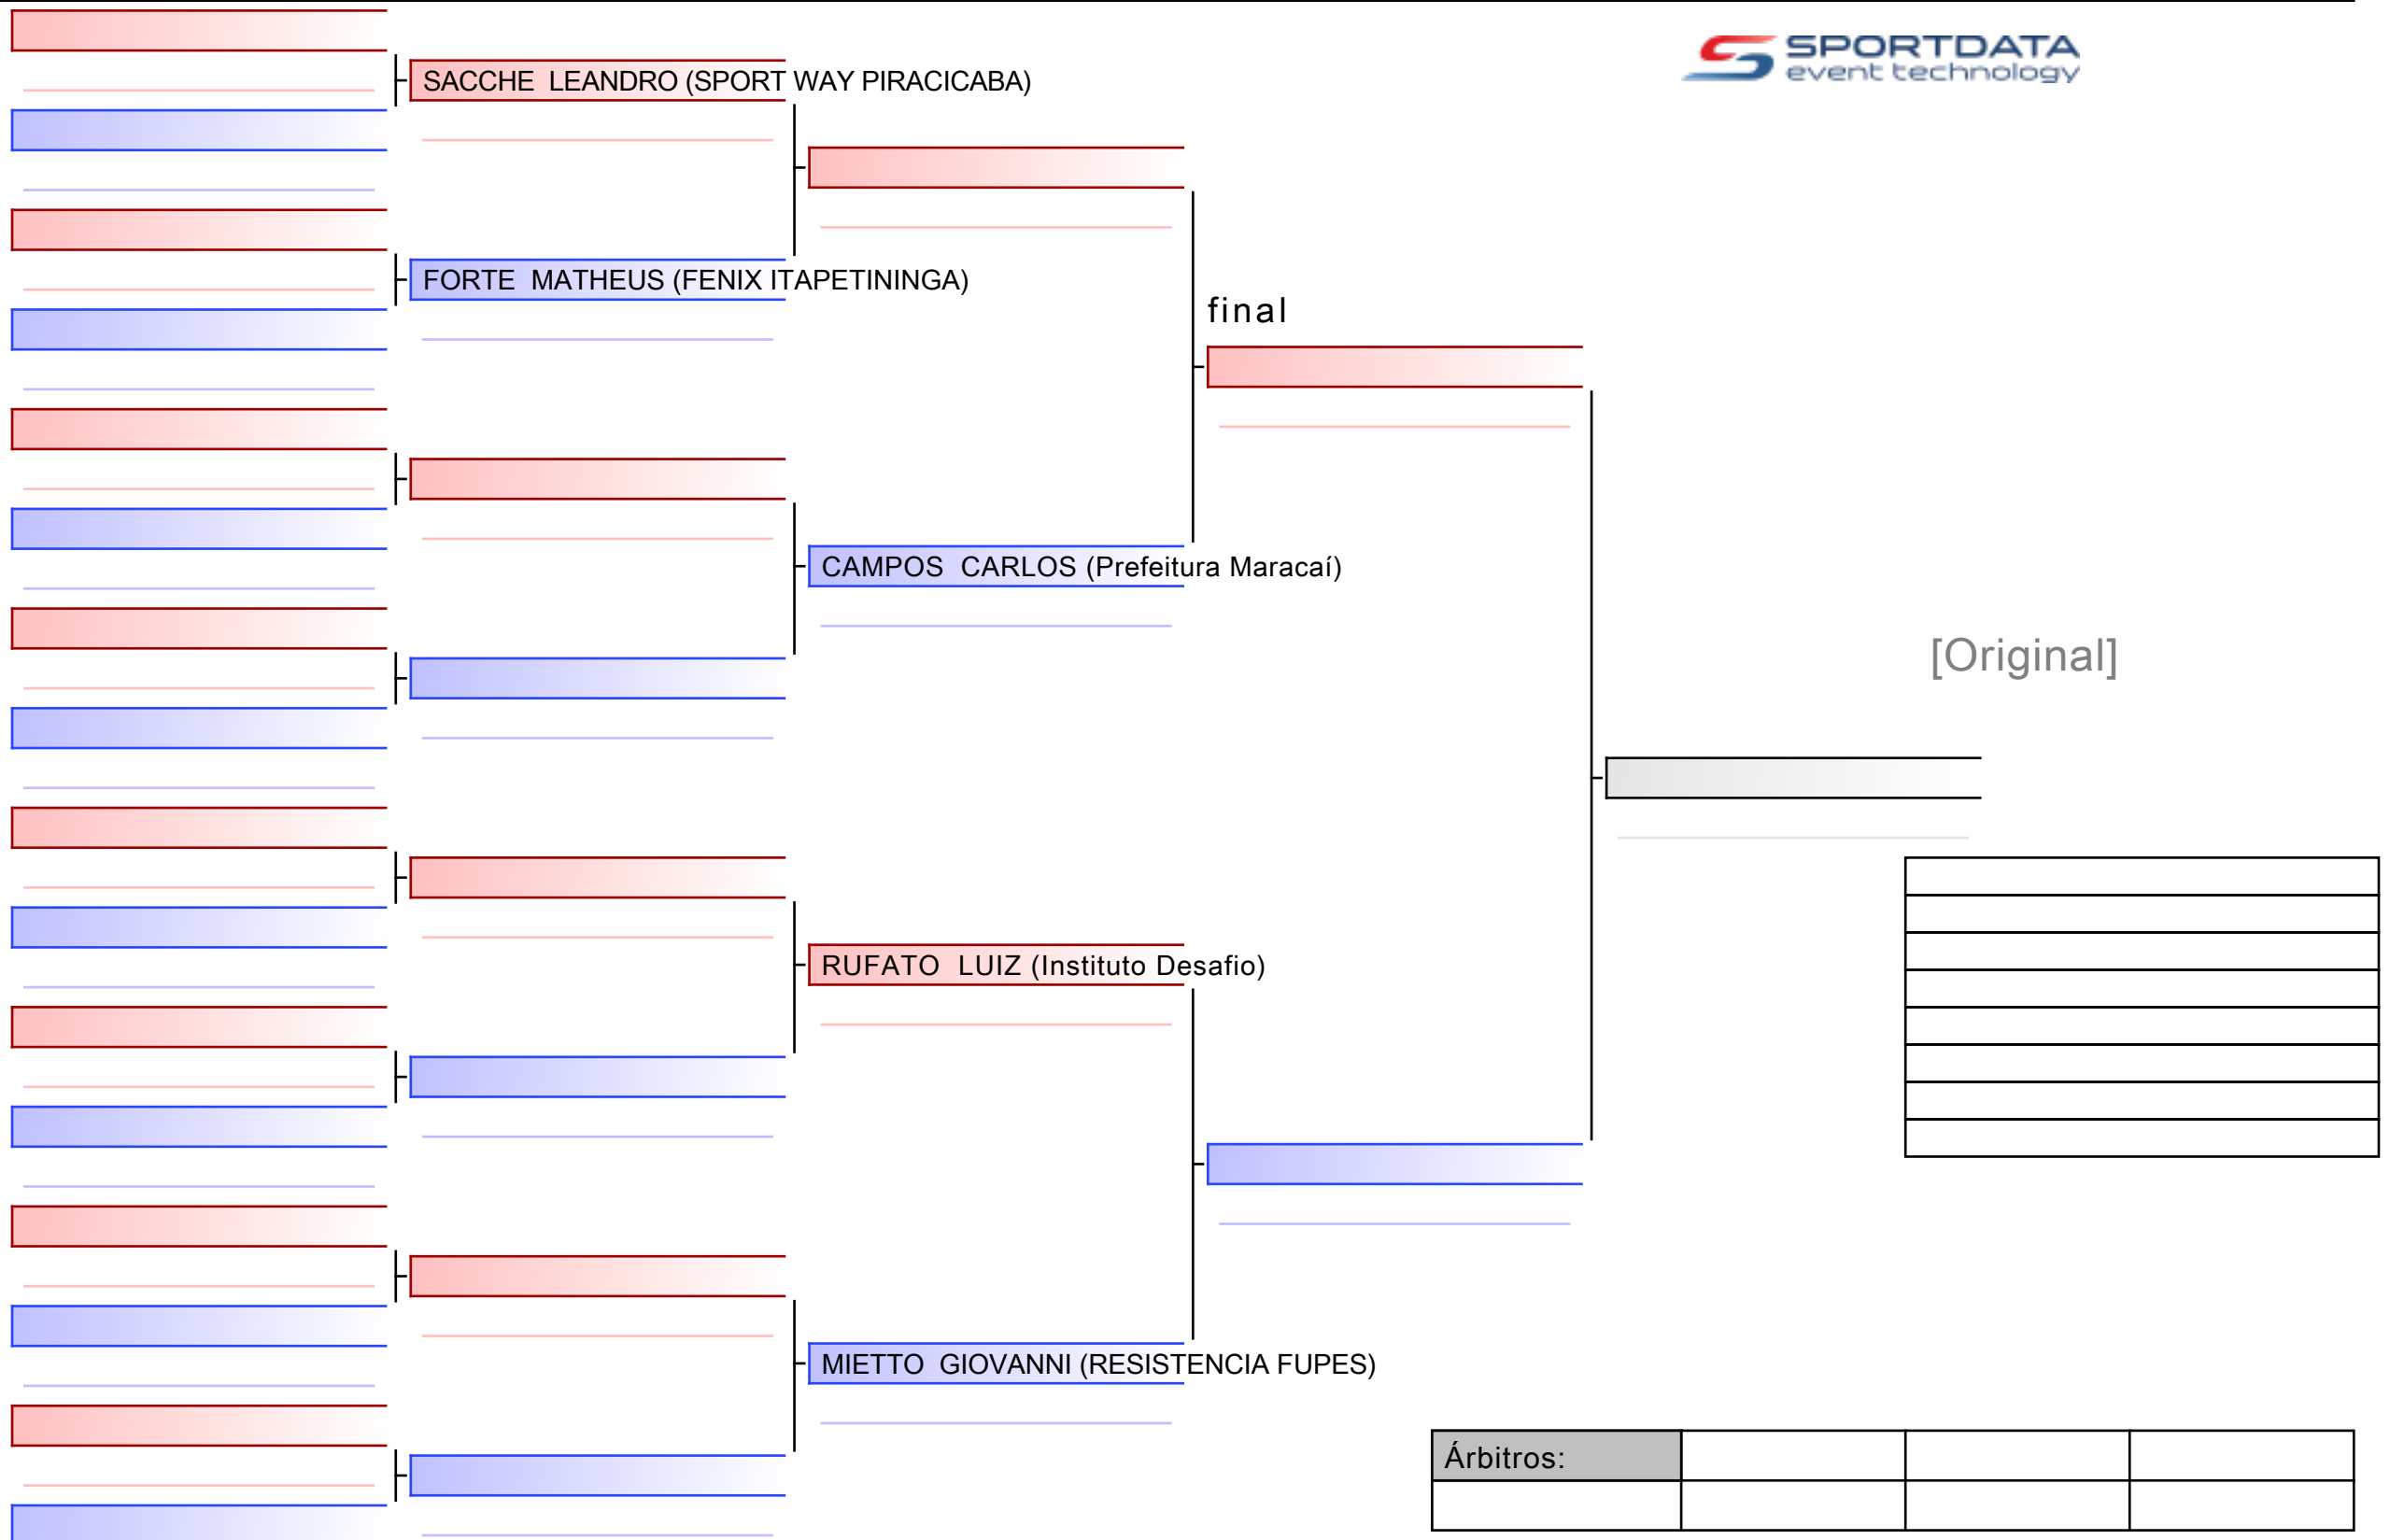 SPORTDATA
event technology
SACCHE LEANDRO (SPORT WAY PIRACICABA)
FORTE MATHEUS (FENIX ITAPETININGA)
final
CAMPOS CARLOS (Prefeitura Maracaí)
[Original]
RUFATO LUIZ (Instituto Desafio)
MIETTO GIOVANNI (RESISTENCIA FUPES)
Árbitros: